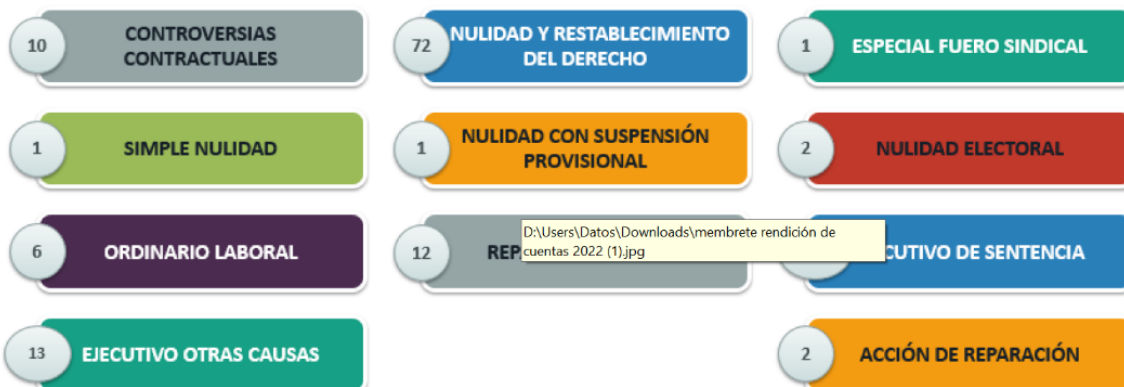 10 CONTROVERSIAS
CONTRACTUALES
72 NULIDAD Y RESTABLECIMIENTO
DEL DERECHO
1 ESPECIAL FUERO SINDICAL
1 SIMPLE NULIDAD
1 NULIDAD CON SUSPENSIÓN
PROVISIONAL
2 NULIDAD ELECTORAL
6 ORDINARIO LABORAL
12
D:\Users\Datos\Downloads\membrete rendición de
cuentas 2022 (1).jpg
DE SENTENCIA
13 EJECUTIVO OTRAS CAUSAS
2 ACCIÓN DE REPARACIÓN